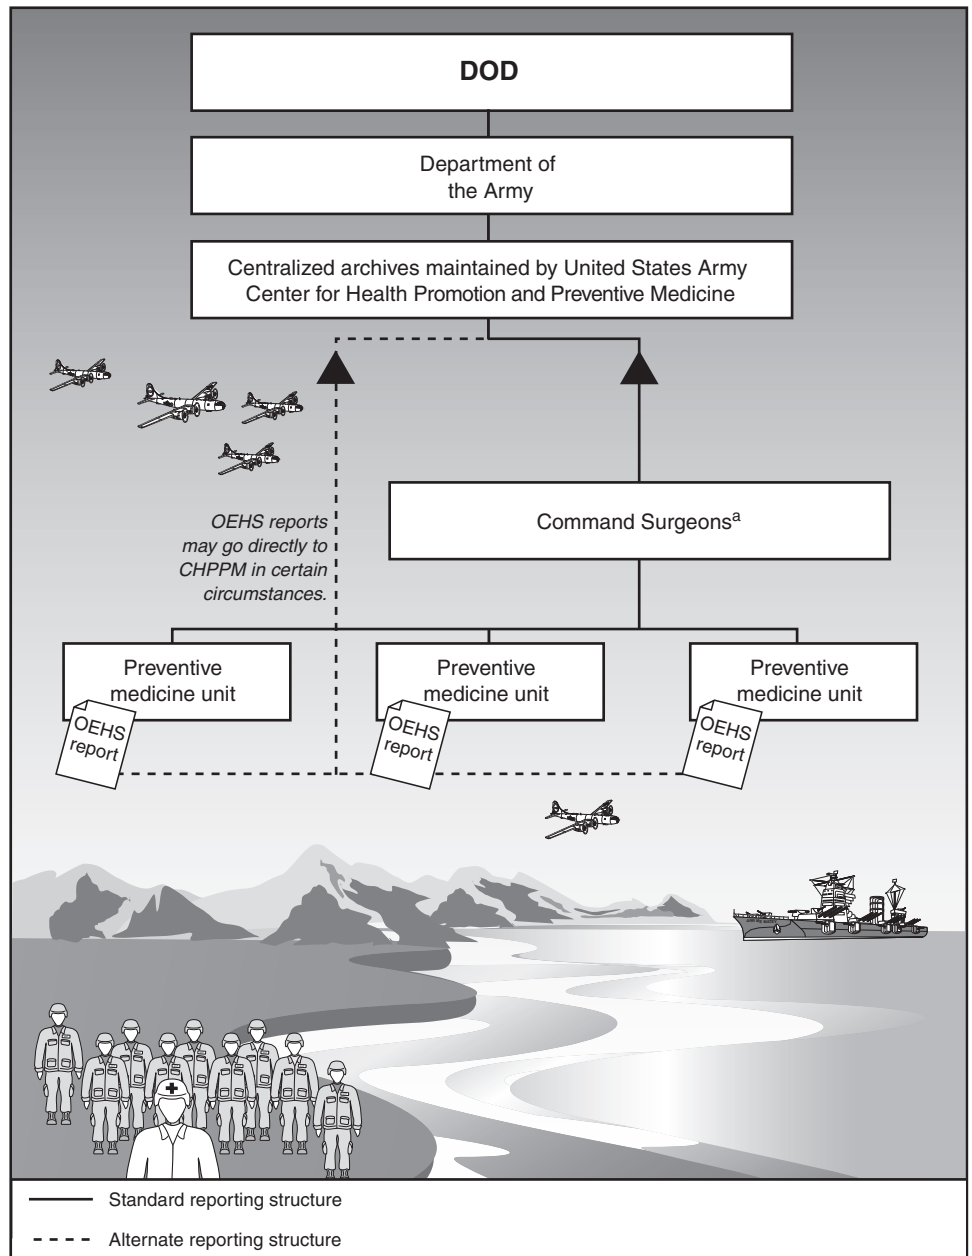 DOD
Department of
the Army
Centralized archives maintained by United States Army
Center for Health Promotion and Preventive Medicine
OEHS reports
may go directly to
CHPPM in certain
circumstances.
Command Surgeonsa
Preventive
medicine unit
OEHS
report
Preventive
medicine unit
OEHS
report
Preventive
medicine unit
OEHS
report
Standard reporting structure
Alternate reporting structure